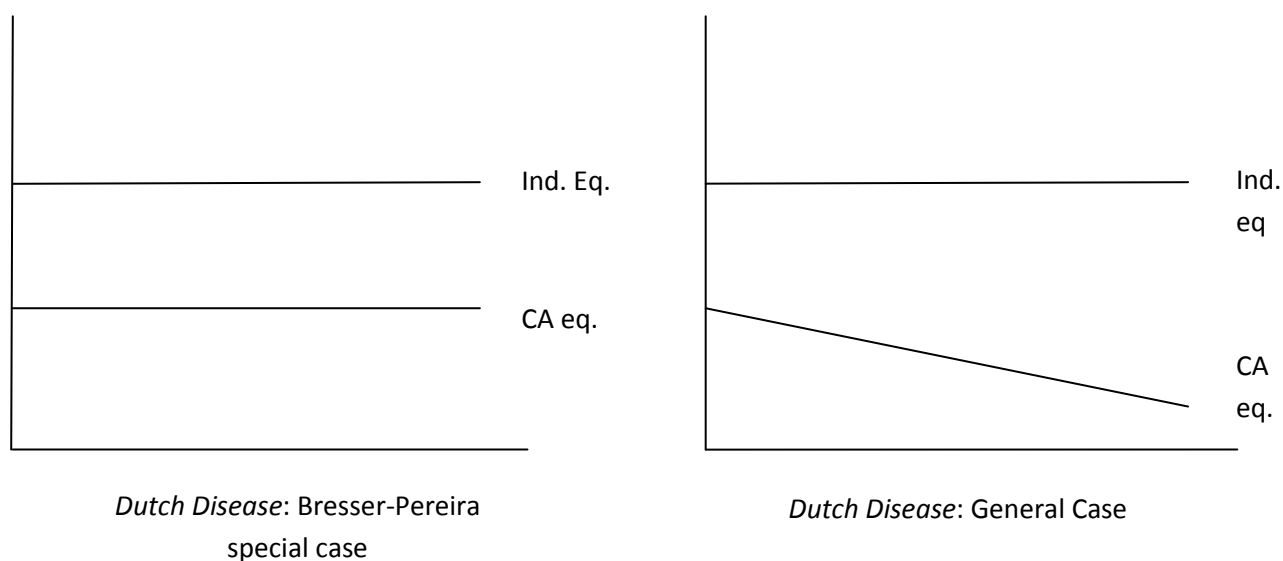 Ind. Eq.
CA eq.
Dutch Disease: Bresser-Pereira
special case
Ind.
eq
CA
eq.
Dutch Disease: General Case